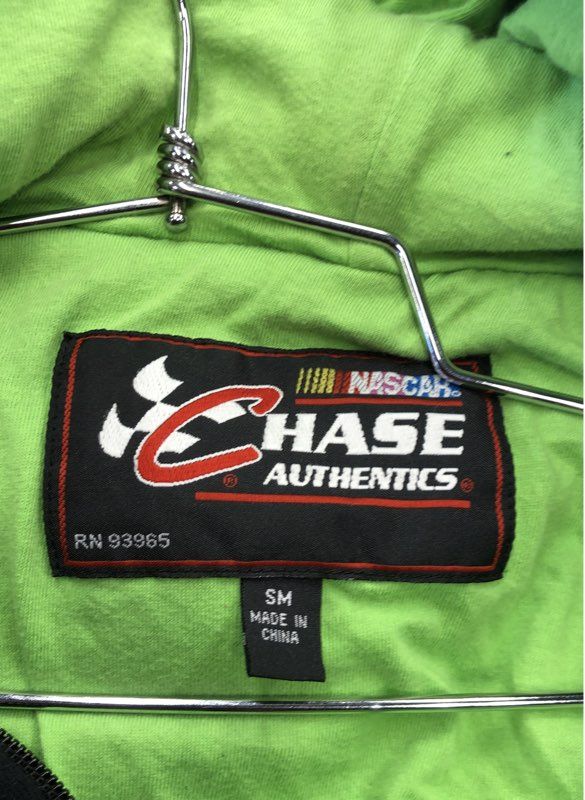 NASCAR®
CHASE
AUTHENTICS®
®
RN 93965
SM
MADE IN
CHINA